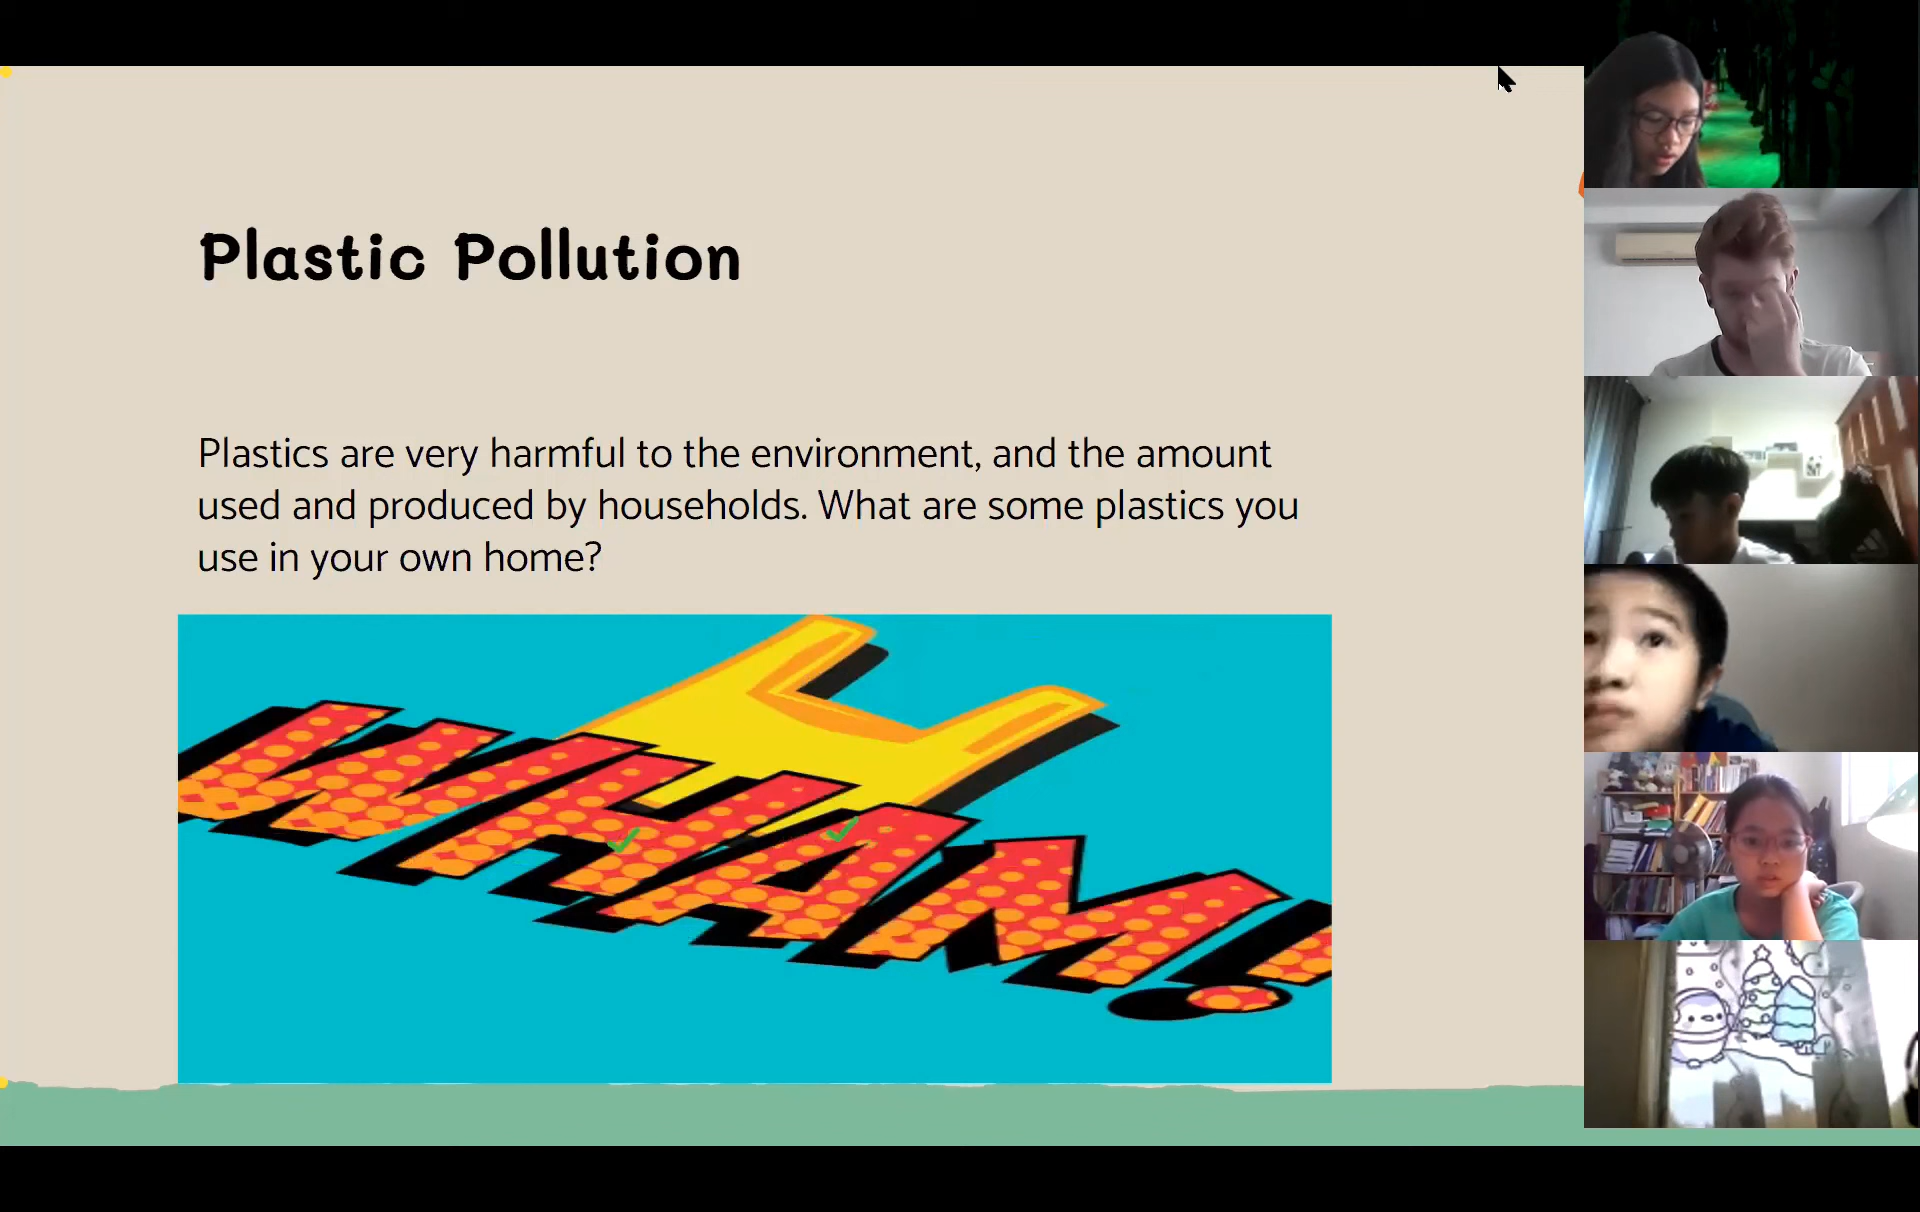 Plastic Pollution
Plastics are very harmful to the environment, and the amount
used and produced by households. What are some plastics you
use in your own home?
WHAM!